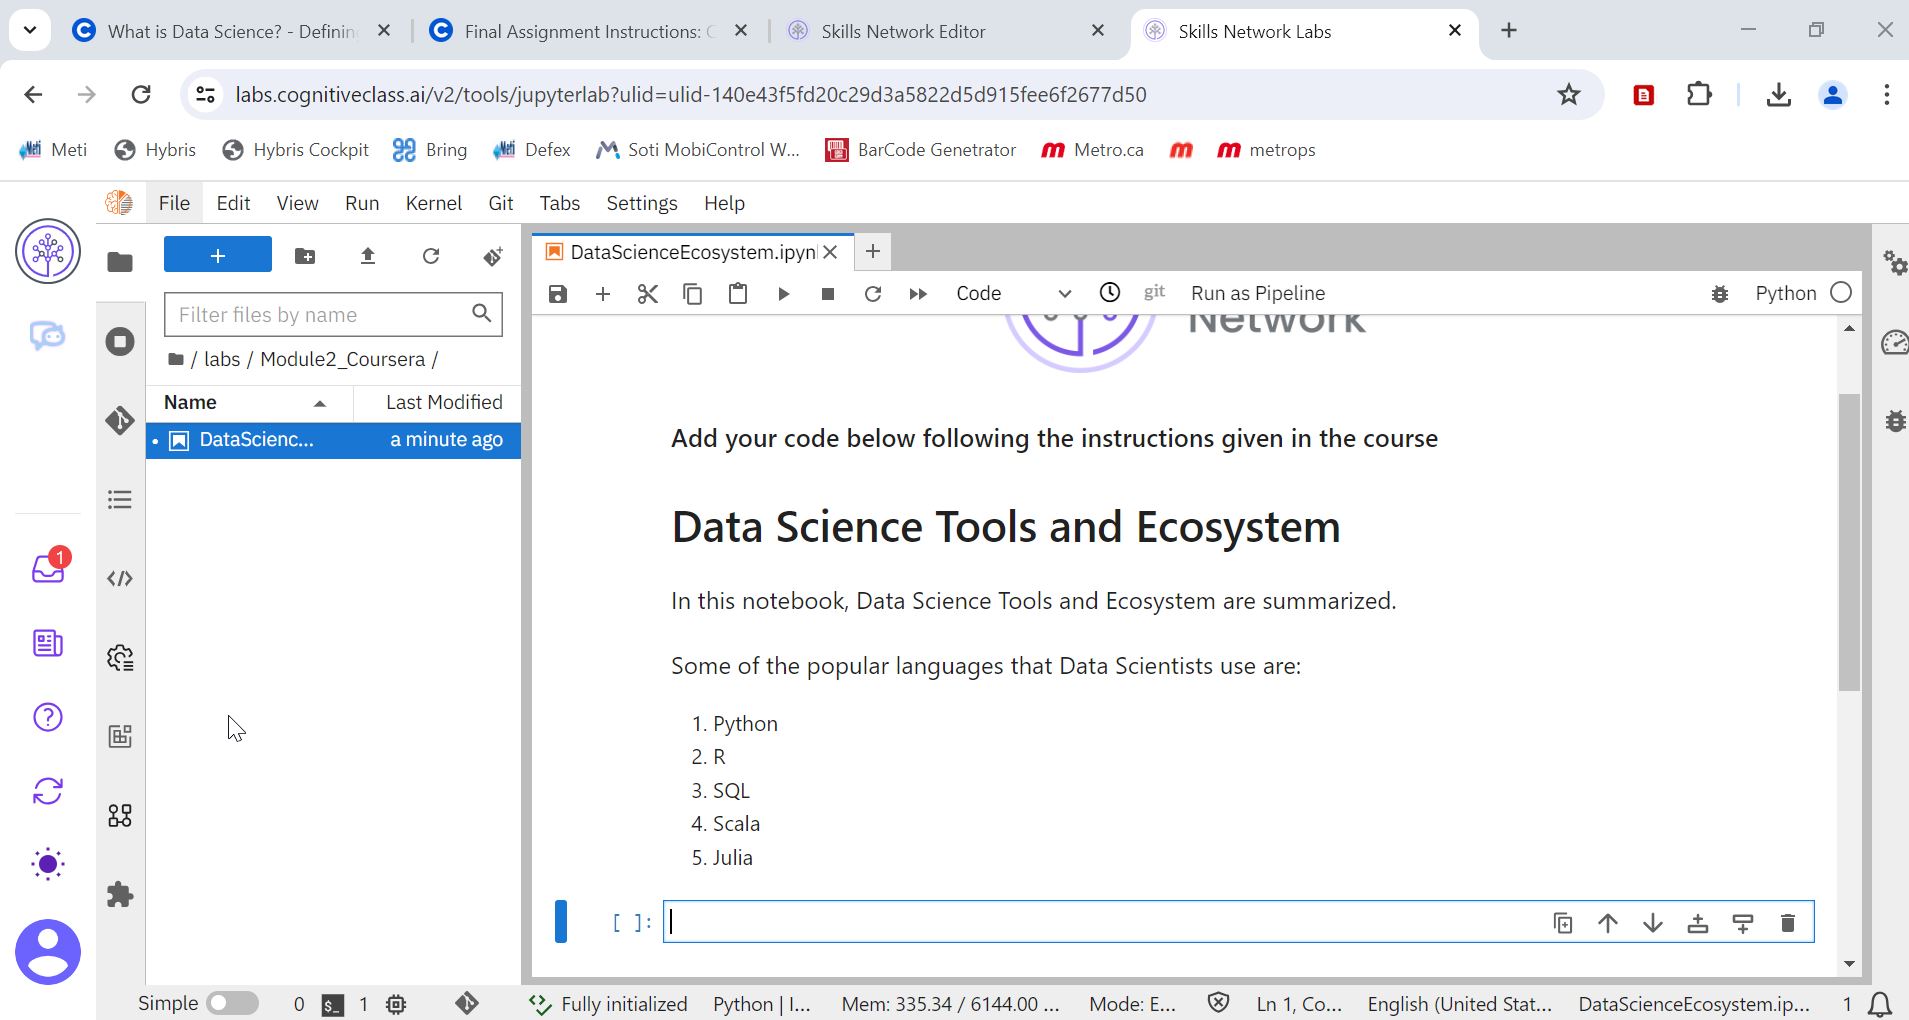 What is Data Science? - Defining
Final Assignment Instructions: C
Skills Network Editor
Skills Network Labs
labs.cognitiveclass.ai/v2/tools/jupyterlab?ulid=ulid-140e43f5fd20c29d3a5822d5d915fee6f2677d50
Meti
Hybris
Hybris Cockpit
Bring
Defex
Soti MobiControl W...
BarCode Genetrator
Metro.ca
metrops
File Edit View Run Kernel Git Tabs Settings Help
DataScienceEcosystem.ipyn
Filter files by name
Code
git
Run as Pipeline
Python
/ labs / Module2_Coursera /
Network
Name
Last Modified
DataScienc...
a minute ago
Add your code below following the instructions given in the course
Data Science Tools and Ecosystem
In this notebook, Data Science Tools and Ecosystem are summarized.
Some of the popular languages that Data Scientists use are:
1. Python
2. R
3. SQL
4. Scala
5. Julia
[ ]:
1
Simple
0
1
Fully initialized
Python | I...
Mem: 335.34 / 6144.00 ...
Mode: E...
Ln 1, Co...
English (United Stat...
DataScienceEcosystem.ip...
1